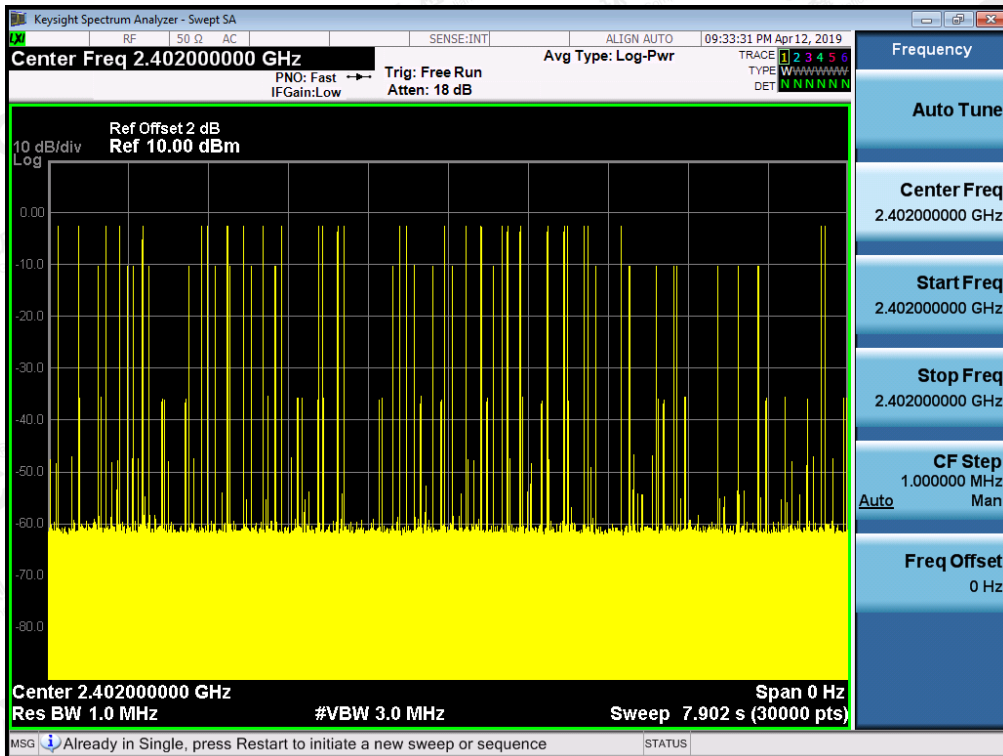 Keysight Spectrum Analyzer - Swept SA
LXI RF 50 Ω AC SENSE:INT ALIGN AUTO 09:33:31 PM Apr 12, 2019
Center Freq 2.402000000 GHz
PNO: Fast
IFGain:Low
Trig: Free Run
Atten: 18 dB
Avg Type: Log-Pwr
TRACE 1 2 3 4 5 6
TYPE WWWWWW
DET N N N N N N
Ref Offset 2 dB
10 dB/div Ref 10.00 dBm
Log
0.00
-10.0
-20.0
-30.0
-40.0
-50.0
-60.0
-70.0
-80.0
Center 2.402000000 GHz Span 0 Hz
Res BW 1.0 MHz #VBW 3.0 MHz Sweep 7.902 s (30000 pts)
MSG Already in Single, press Restart to initiate a new sweep or sequence STATUS
Frequency
Auto Tune
Center Freq
2.402000000 GHz
Start Freq
2.402000000 GHz
Stop Freq
2.402000000 GHz
CF Step
1.000000 MHz
Auto Man
Freq Offset
0 Hz